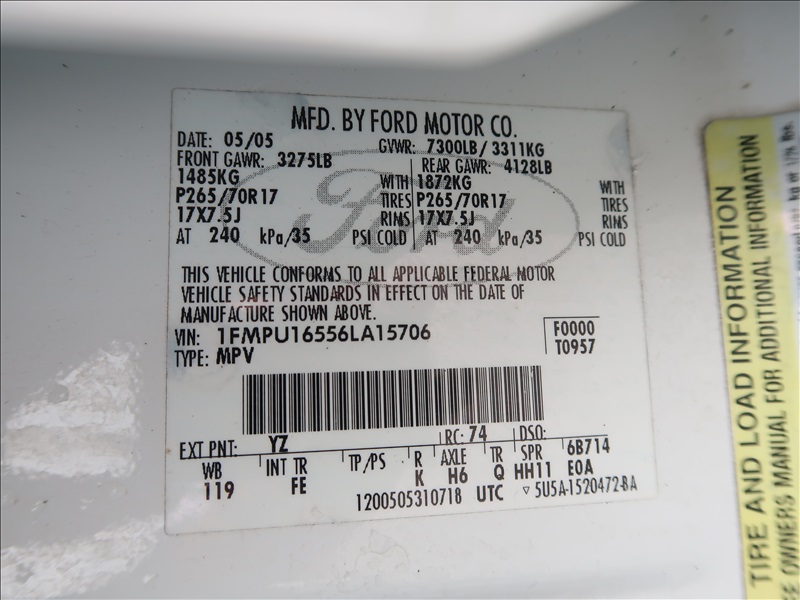 MFD. BY FORD MOTOR CO.
DATE: 05/05 GVWR: 7300LB / 3311KG
FRONT GAWR: 3275LB REAR GAWR: 4128LB
1485KG WITH 1872KG WITH
P265/70R17 TIRES P265/70R17 TIRES
17X7.5J RIMS 17X7.5J RIMS
AT 240 kPa/35 PSI COLD AT 240 kPa/35 PSI COLD
Ford
THIS VEHICLE CONFORMS TO ALL APPLICABLE FEDERAL MOTOR
VEHICLE SAFETY STANDARDS IN EFFECT ON THE DATE OF
MANUFACTURE SHOWN ABOVE.
VIN: 1FMPU16556LA15706 F0000
TYPE: MPV T0957
EXT PNT: YZ RC: 74 DSO:
WB INT TR TP/PS R AXLE TR SPR 6B714
119 FE K H6 Q HH11 E0A
1200505310718 UTC ▽ 5U5A-1520472-BA
TIRE AND LOAD INFORMATION
OWNERS MANUAL FOR ADDITIONAL INFORMATION